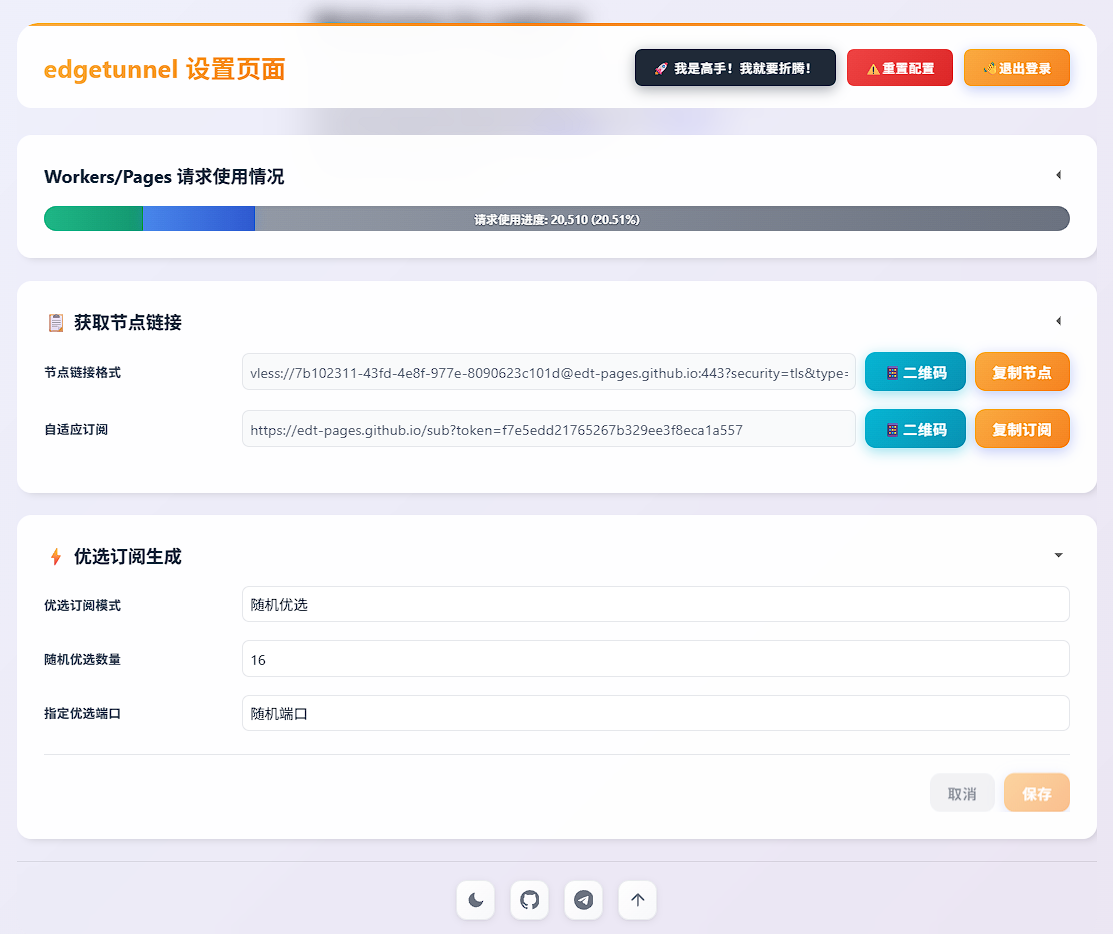 edgetunnel 设置页面
🚀 我是高手！我就要折腾！
⚠️重置配置
退出登录
Workers/Pages 请求使用情况
请求使用进度: 20,510 (20.51%)
📋 获取节点链接
节点链接格式
vless://7b102311-43fd-4e8f-977e-8090623c101d@edt-pages.github.io:443?security=tls&type=
二维码
复制节点
自适应订阅
https://edt-pages.github.io/sub?token=f7e5edd21765267b329ee3f8eca1a557
二维码
复制订阅
⚡ 优选订阅生成
优选订阅模式
随机优选
随机优选数量
16
指定优选端口
随机端口
取消
保存